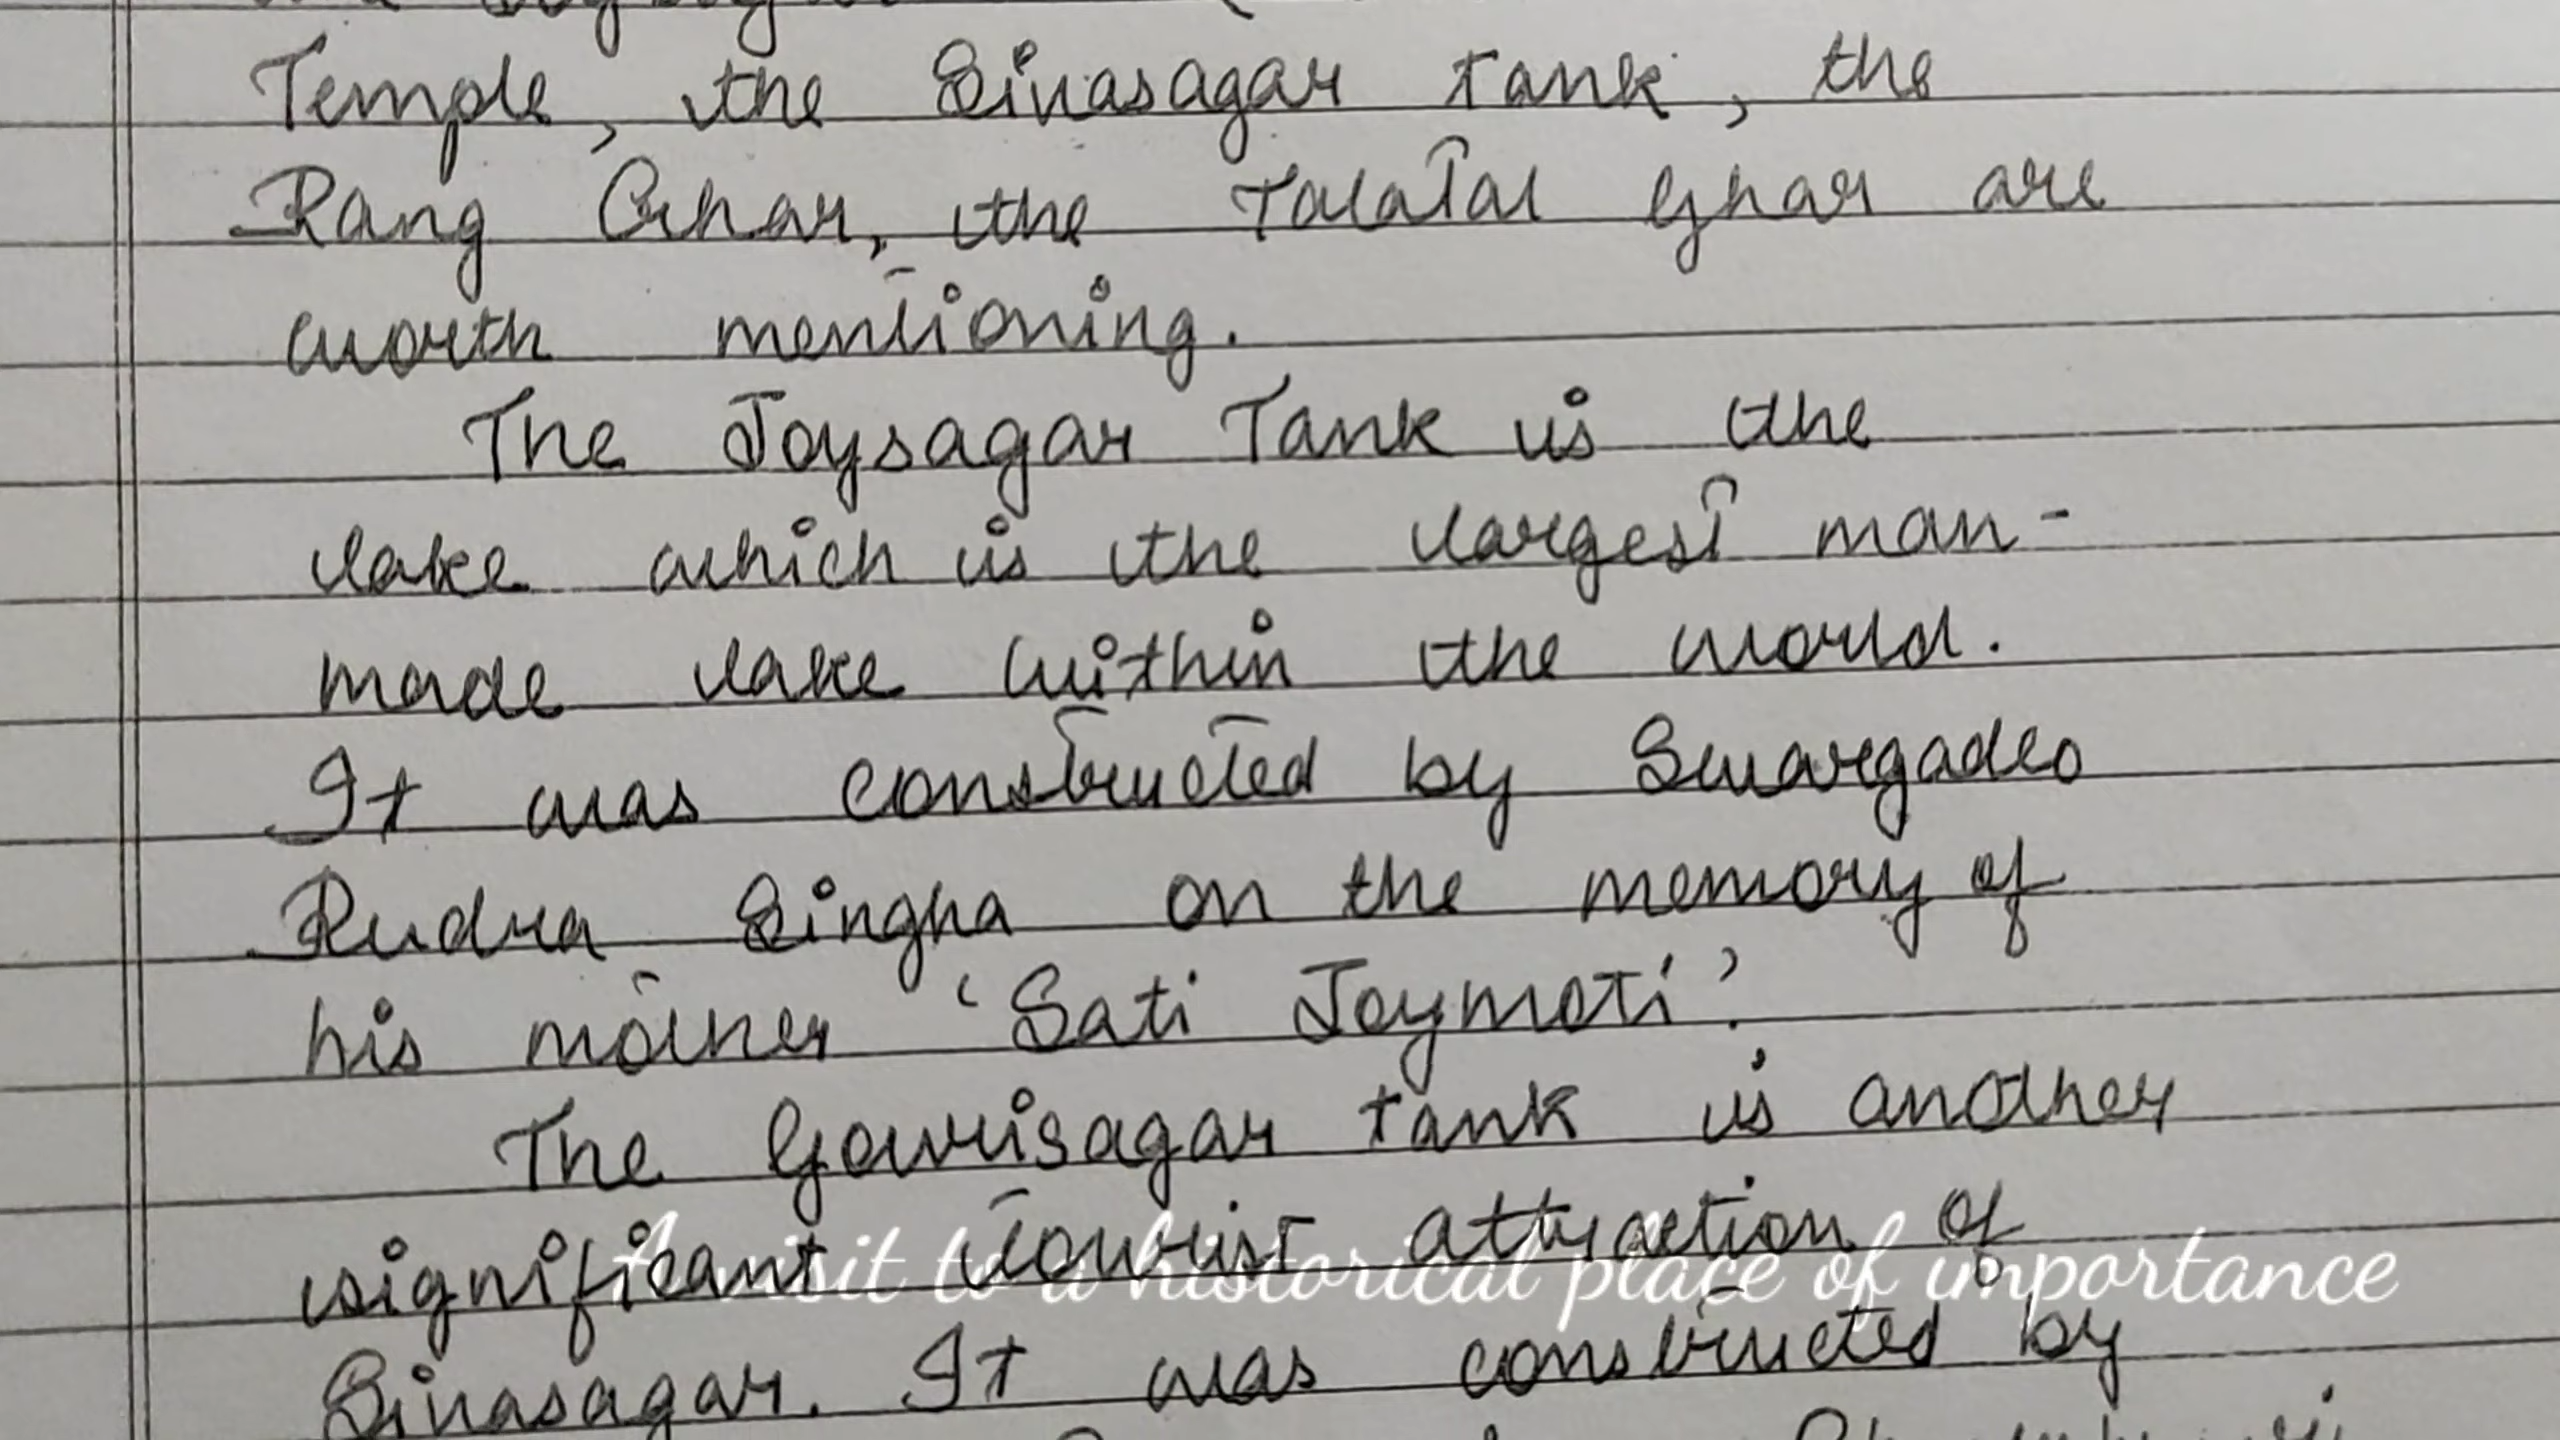 Temple, the Sivasagar tank, the
Rang Ghar, the Talatal Ghar are
worth mentioning.
The Joysagar Tank is the
lake which is the largest man-
made lake within the world.
It was constructed by Swargadeo
Rudra Singha on the memory of
his mother 'Sati Joymoti'.
The Gourisagar tank is another
significant tourist attraction of
A visit to a historical place of importance
Sivasagar. It was constructed by